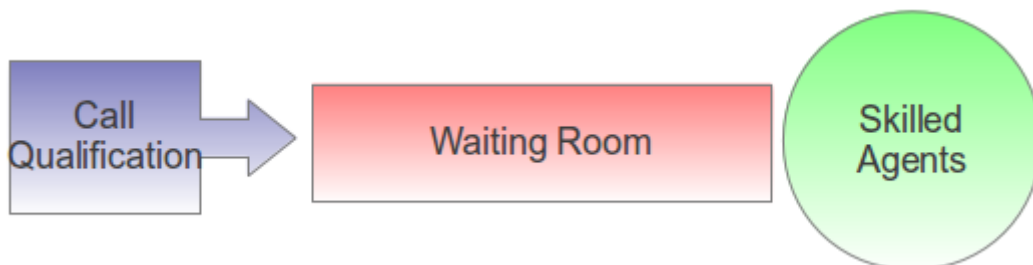 Call
Qualification
Waiting Room
Skilled
Agents